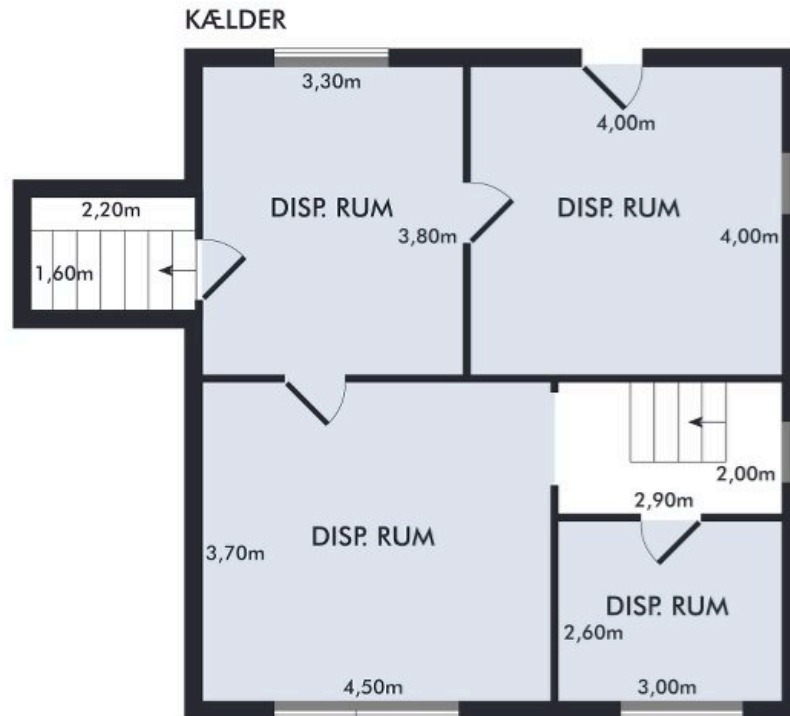 KÆLDER
3,30m
4,00m
2,20m
DISP. RUM
DISP. RUM
3,80m
4,00m
1,60m
2,00m
2,90m
DISP. RUM
3,70m
DISP. RUM
2,60m
4,50m
3,00m